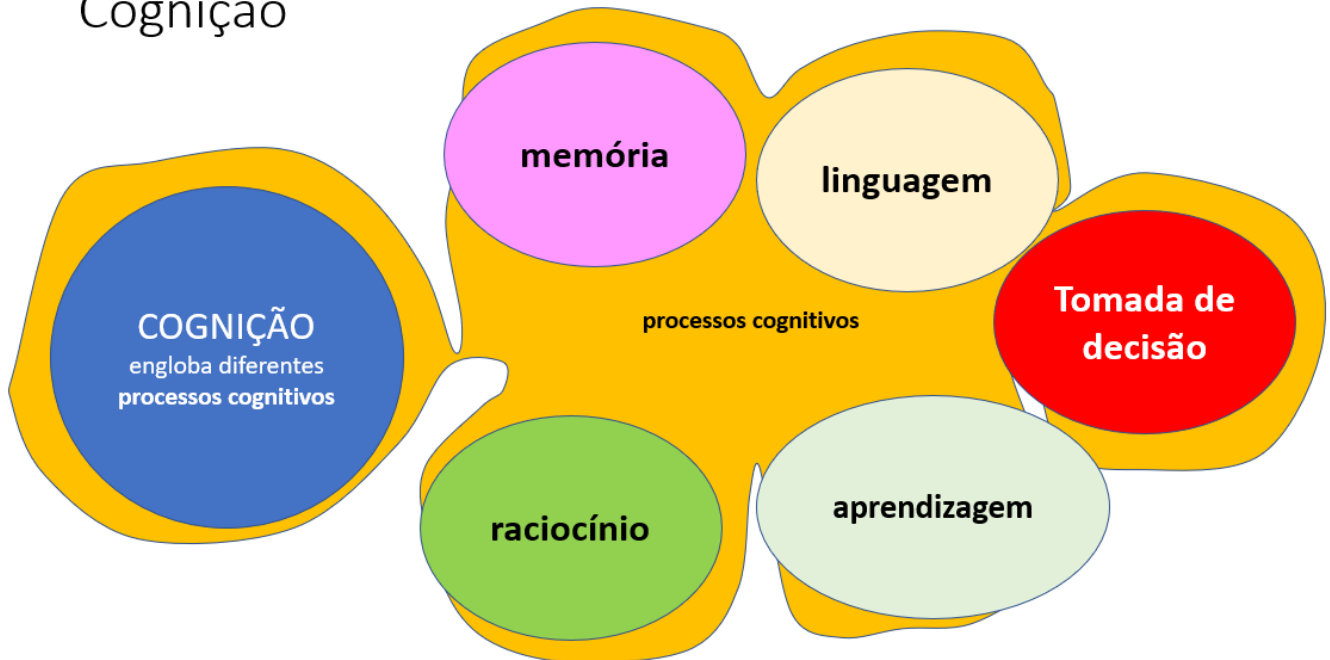 Cognição
memória
linguagem
Tomada de
decisão
processos cognitivos
COGNIÇÃO
engloba diferentes
processos cognitivos
raciocínio
aprendizagem